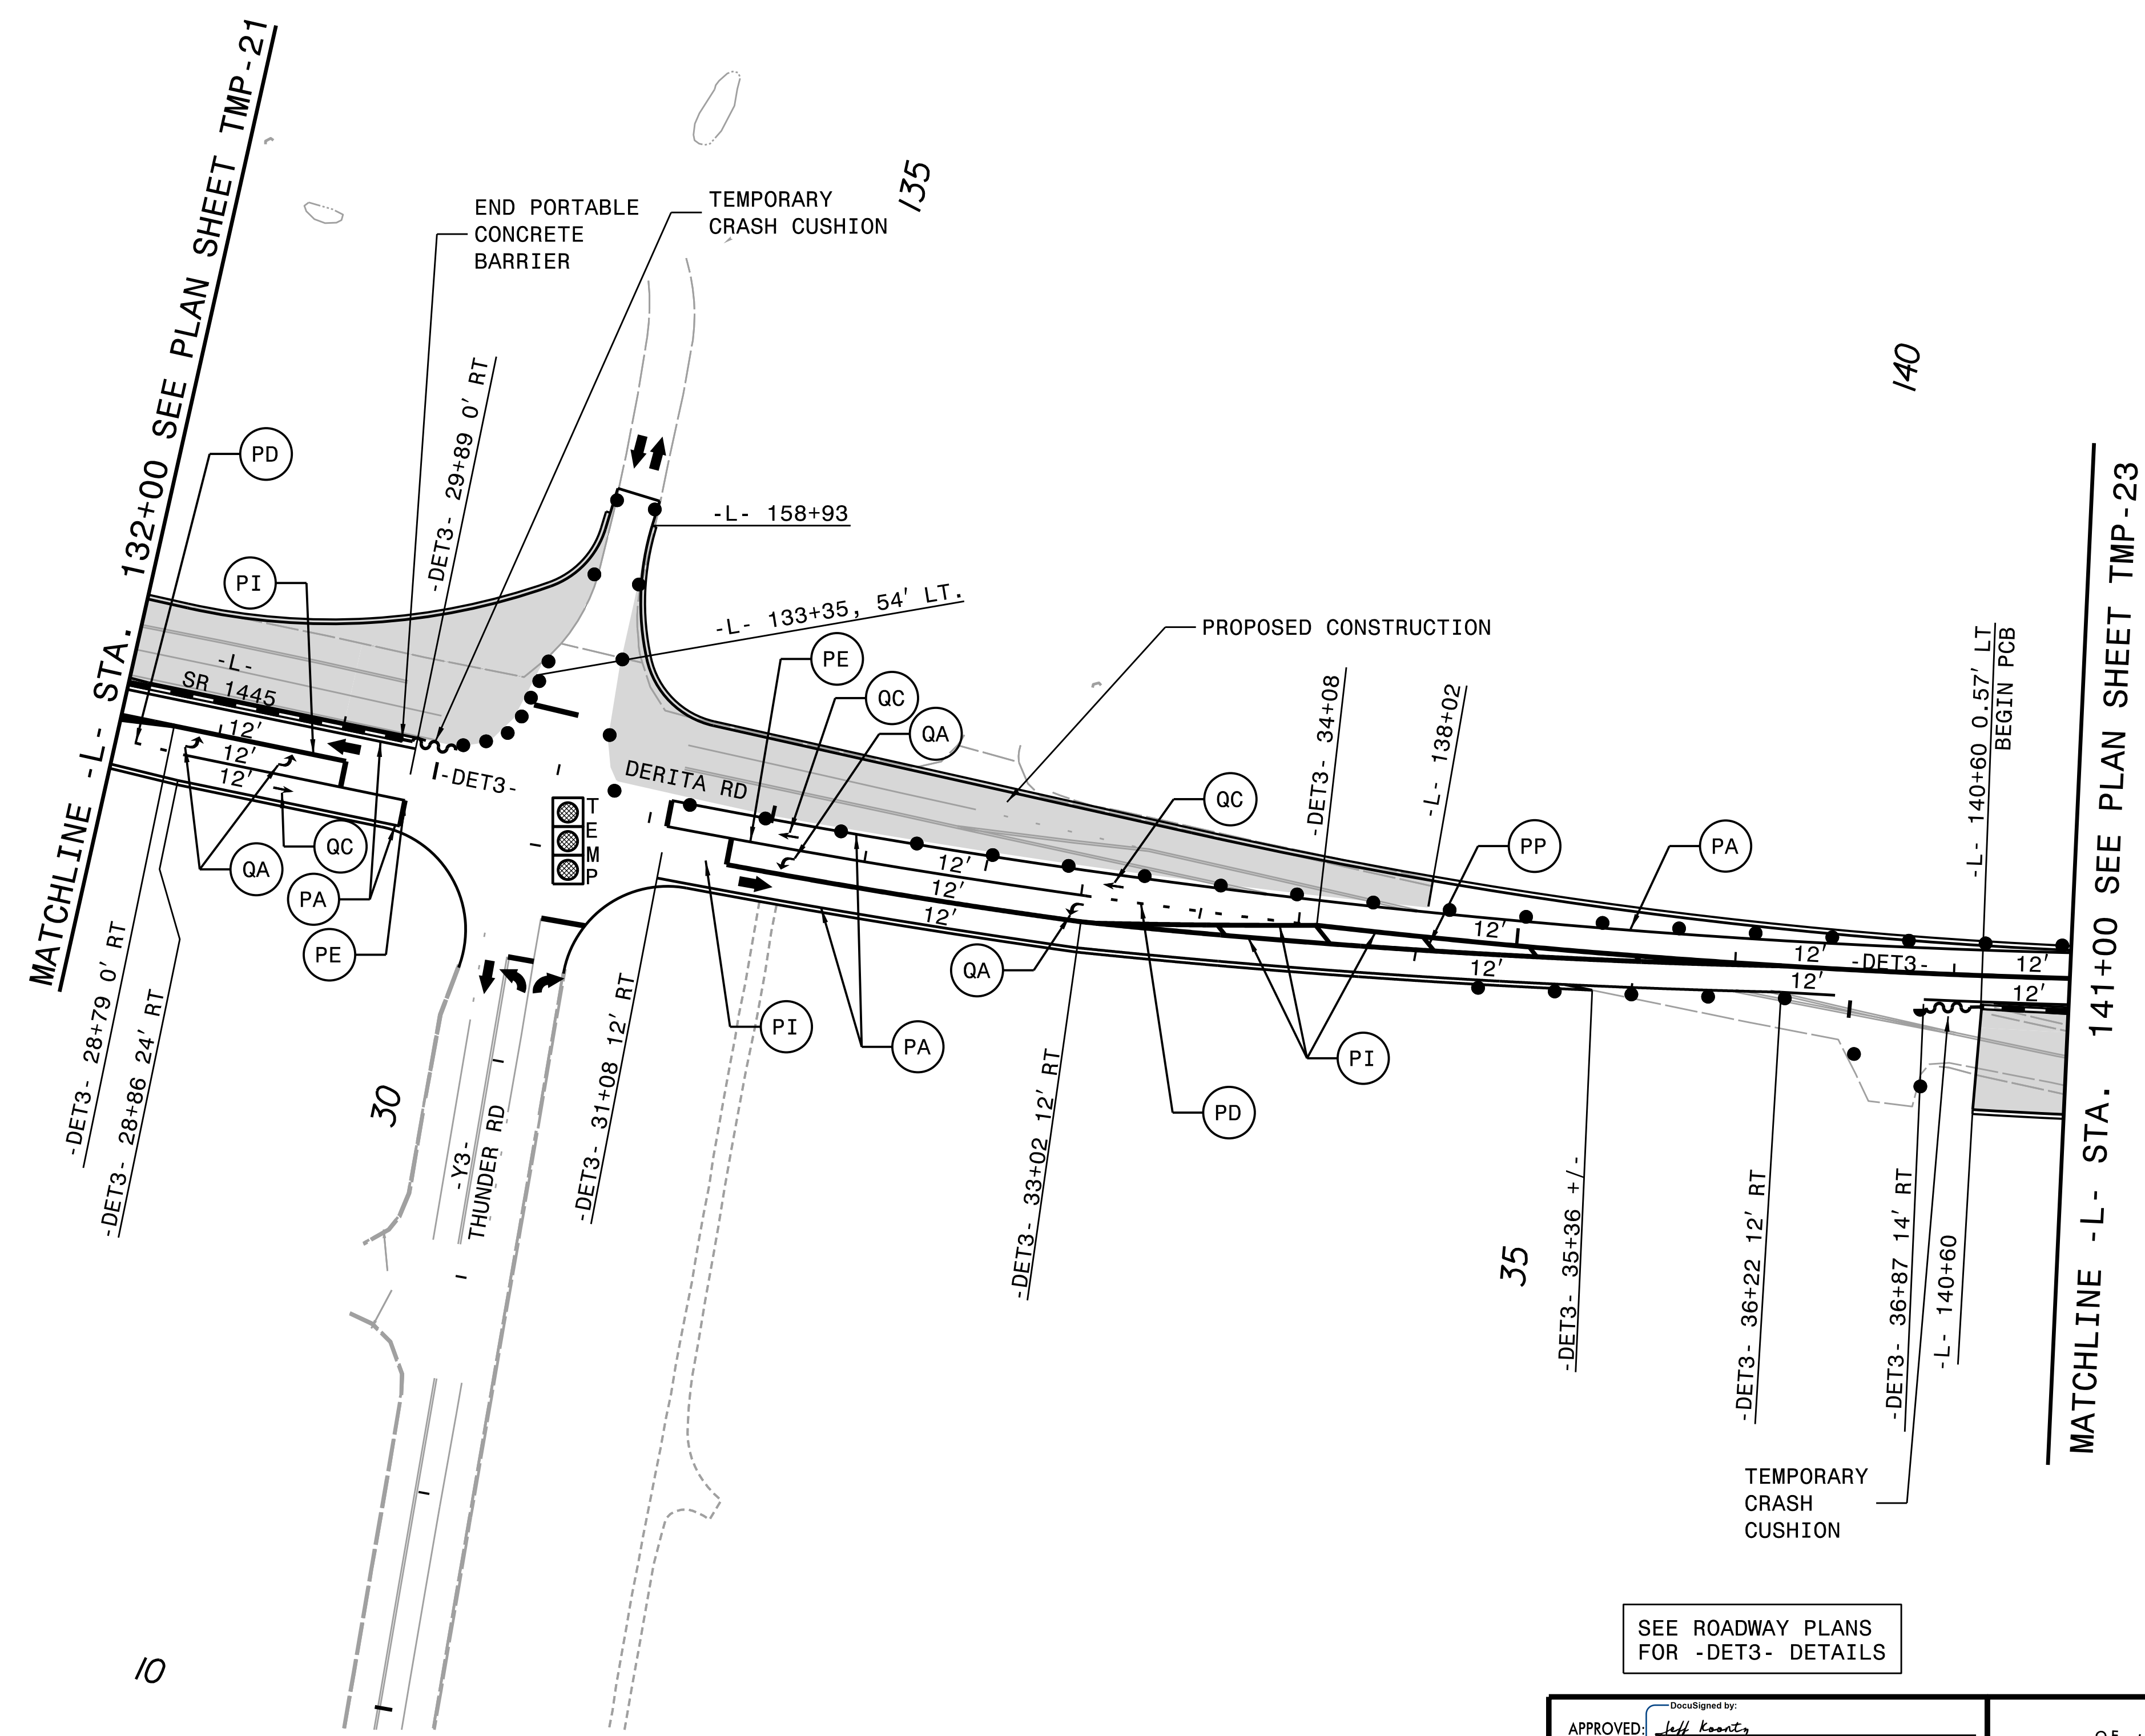 MATCHLINE -L- STA. 132+00 SEE PLAN SHEET TMP-21
END PORTABLE
CONCRETE
BARRIER
TEMPORARY
CRASH CUSHION
135
140
-DET3- 29+89 0' RT
PD
PI
-L- 158+93
-L- 133+35, 54' LT.
PROPOSED CONSTRUCTION
PE
QC
QA
-DET3- 34+08
-L- 138+02
-L- 140+60 0.57' LT
BEGIN PCB
MATCHLINE -L- STA. 141+00 SEE PLAN SHEET TMP-23
-L-
SR 1445
12'
12'
12'
-DET3-
DERITA RD
TEMP
QC
PP
PA
QA
QC
PA
PE
12'
12'
12'
12'
12'
12'
12'
-DET3-
12'
12'
QA
PI
PA
PD
PI
-DET3- 28+79 0' RT
-DET3- 28+86 24' RT
30
-Y3-
THUNDER RD
-DET3- 31+08 12' RT
-DET3- 33+02 12' RT
35
-DET3- 35+36 +/-
-DET3- 36+22 12' RT
-DET3- 36+87 14' RT
-L- 140+60
TEMPORARY
CRASH
CUSHION
10
SEE ROADWAY PLANS
FOR -DET3- DETAILS
DocuSigned by:
APPROVED: Jeff Koontz